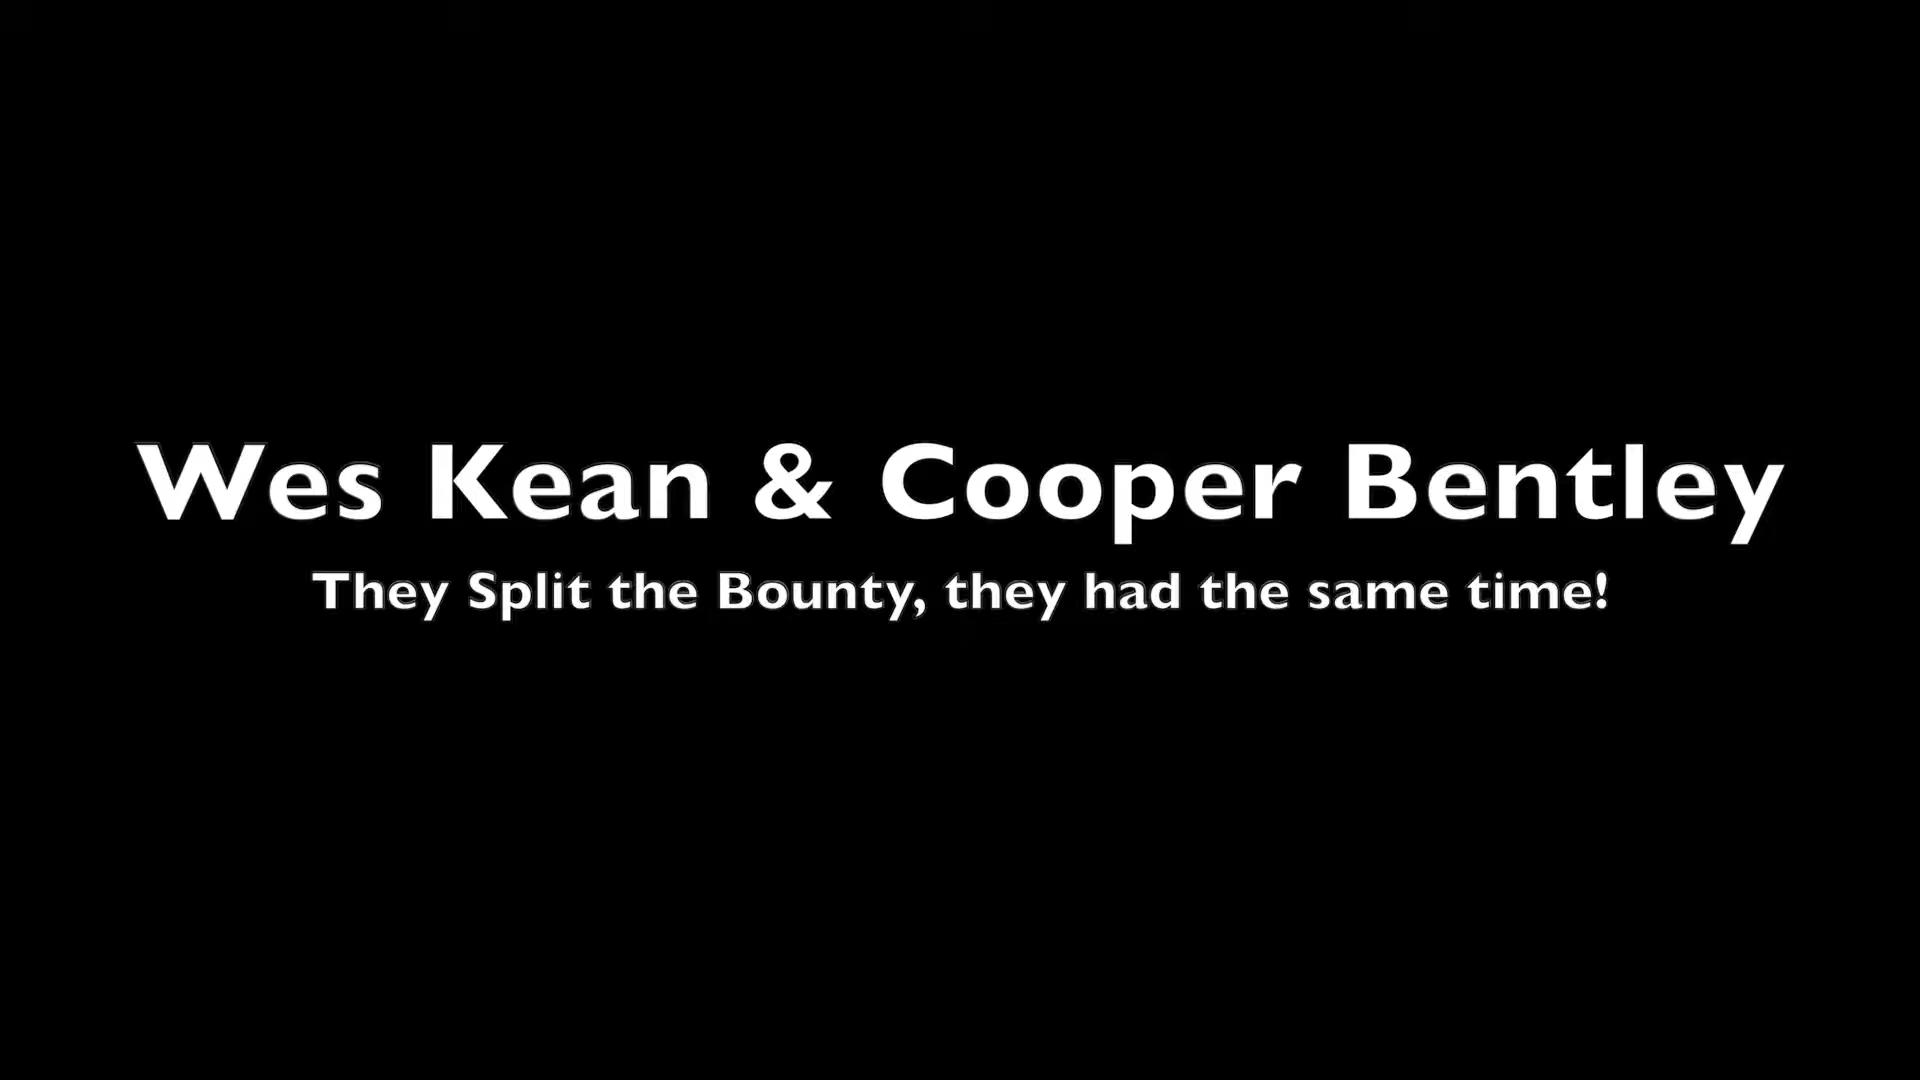 Wes Kean & Cooper Bentley
They Split the Bounty, they had the same time!